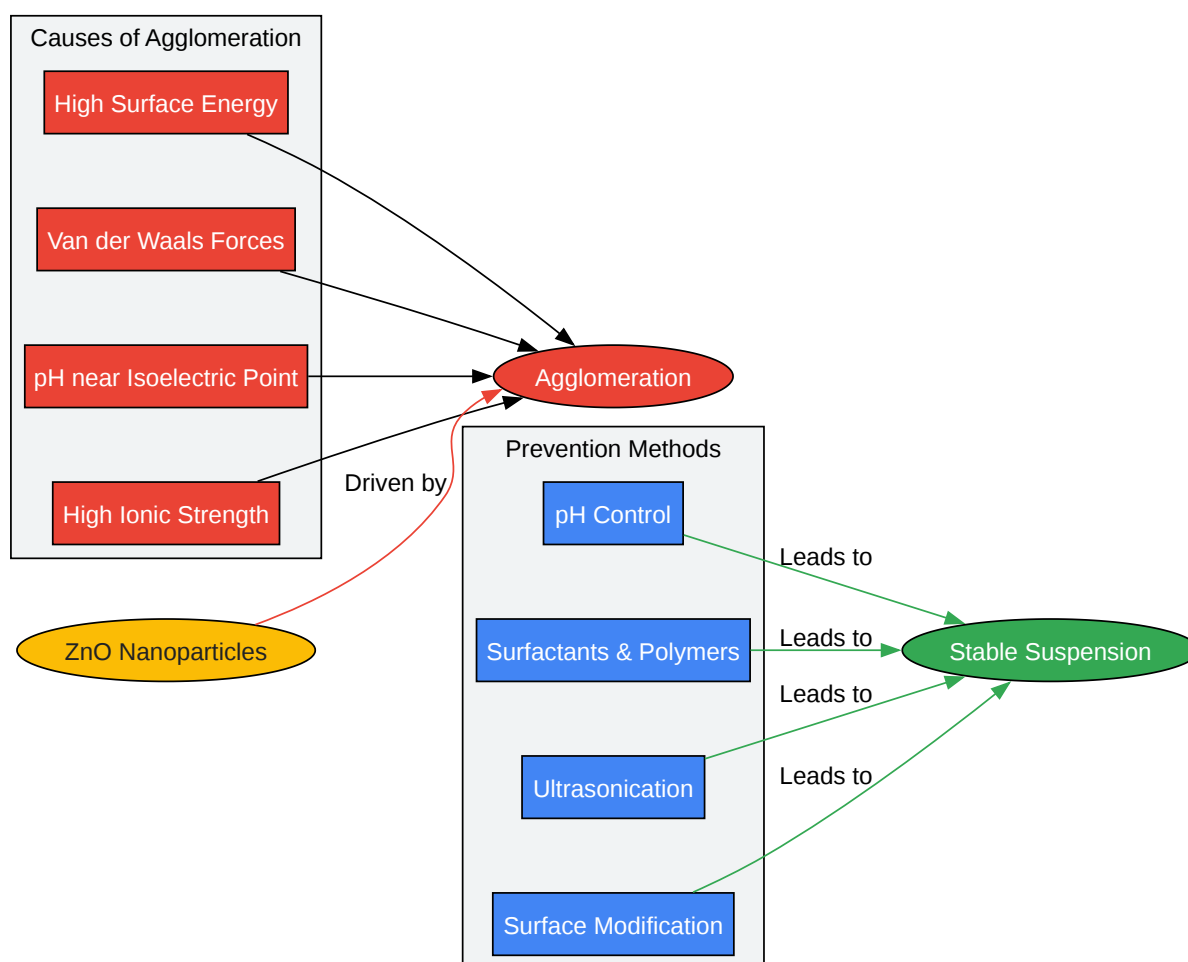 Causes of Agglomeration
High Surface Energy
Van der Waals Forces
pH near Isoelectric Point
High Ionic Strength
Agglomeration
Driven by
ZnO Nanoparticles
Prevention Methods
pH Control
Surfactants & Polymers
Ultrasonication
Surface Modification
Leads to
Leads to
Leads to
Leads to
Stable Suspension